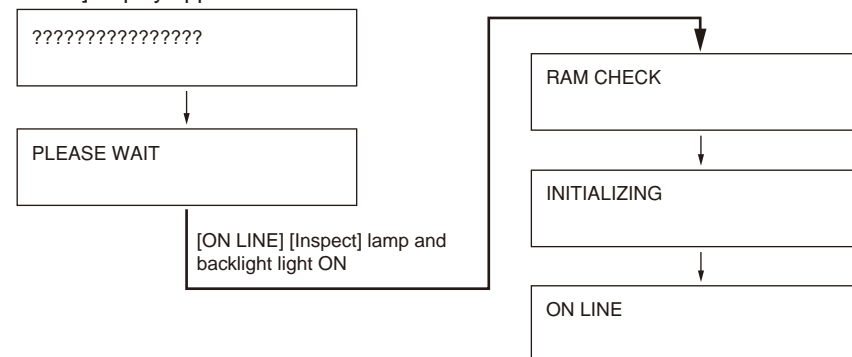 ????????????????
PLEASE WAIT
[ON LINE] [Inspect] lamp and
backlight light ON
RAM CHECK
INITIALIZING
ON LINE